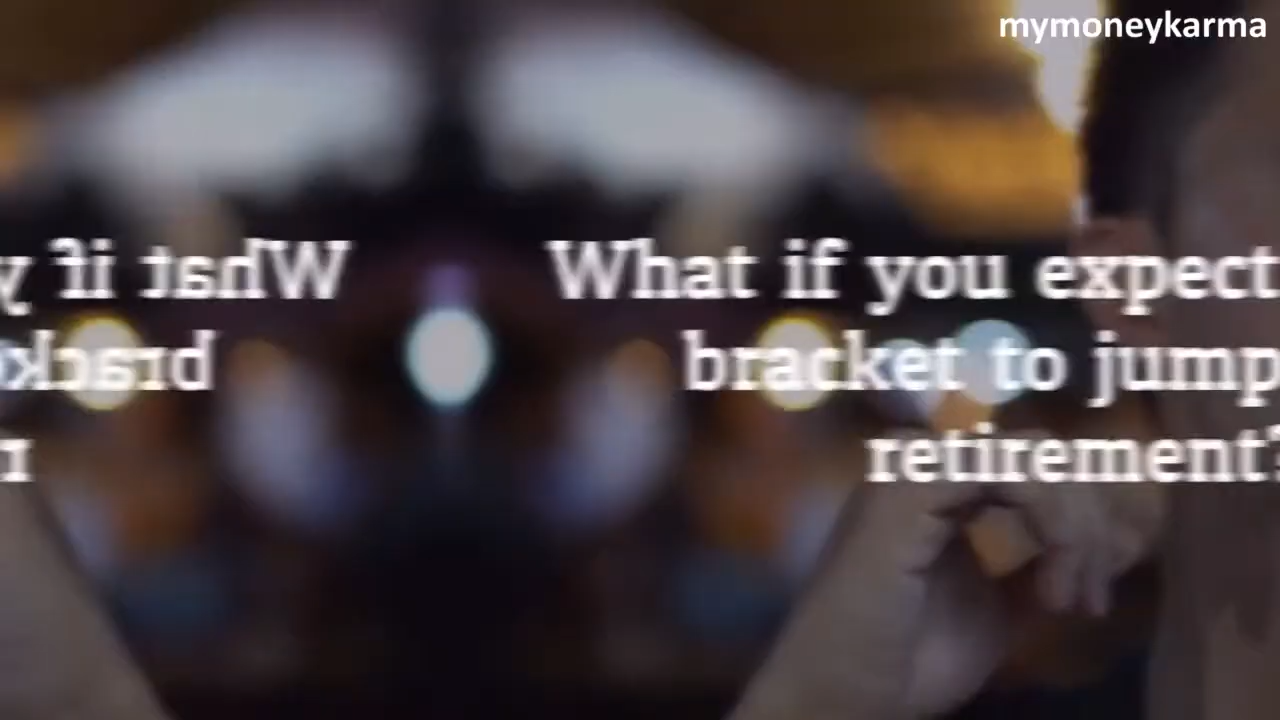 mymoneykarma
What if you expect
bracket to jump
retirement?